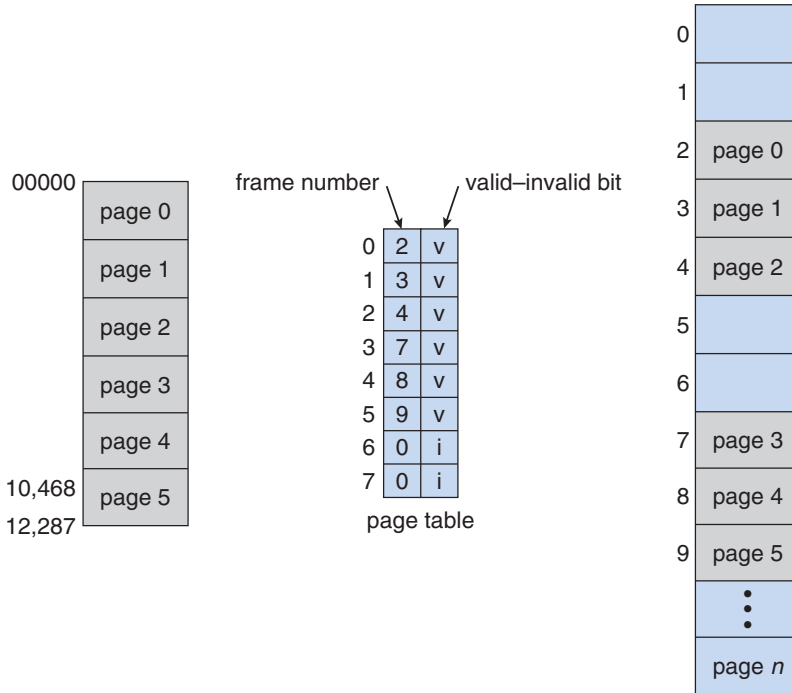 00000
page 0
page 1
page 2
page 3
page 4
10,468
page 5
12,287
frame number
valid–invalid bit
0 2 v
1 3 v
2 4 v
3 7 v
4 8 v
5 9 v
6 0 i
7 0 i
page table
0
1
2 page 0
3 page 1
4 page 2
5
6
7 page 3
8 page 4
9 page 5
page n